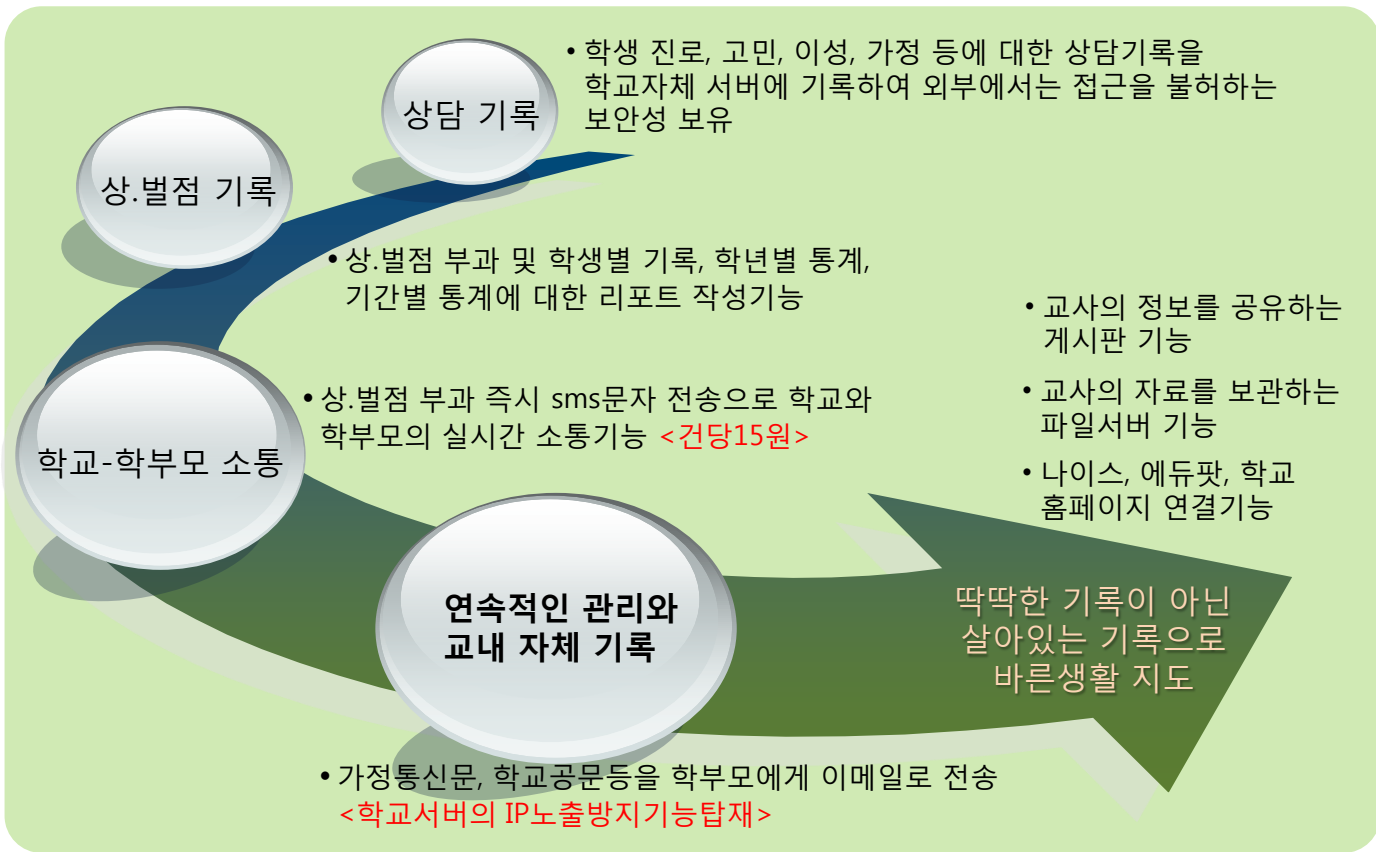 상담 기록
• 학생 진로, 고민, 이성, 가정 등에 대한 상담기록을
학교자체 서버에 기록하여 외부에서는 접근을 불허하는
보안성 보유
상.벌점 기록
• 상.벌점 부과 및 학생별 기록, 학년별 통계,
기간별 통계에 대한 리포트 작성기능
학교-학부모 소통
• 상.벌점 부과 즉시 sms문자 전송으로 학교와
학부모의 실시간 소통기능 <건당15원>
• 교사의 정보를 공유하는
게시판 기능
• 교사의 자료를 보관하는
파일서버 기능
• 나이스, 에듀팟, 학교
홈페이지 연결기능
연속적인 관리와
교내 자체 기록
딱딱한 기록이 아닌
살아있는 기록으로
바른생활 지도
• 가정통신문, 학교공문등을 학부모에게 이메일로 전송
<학교서버의 IP노출방지기능탑재>